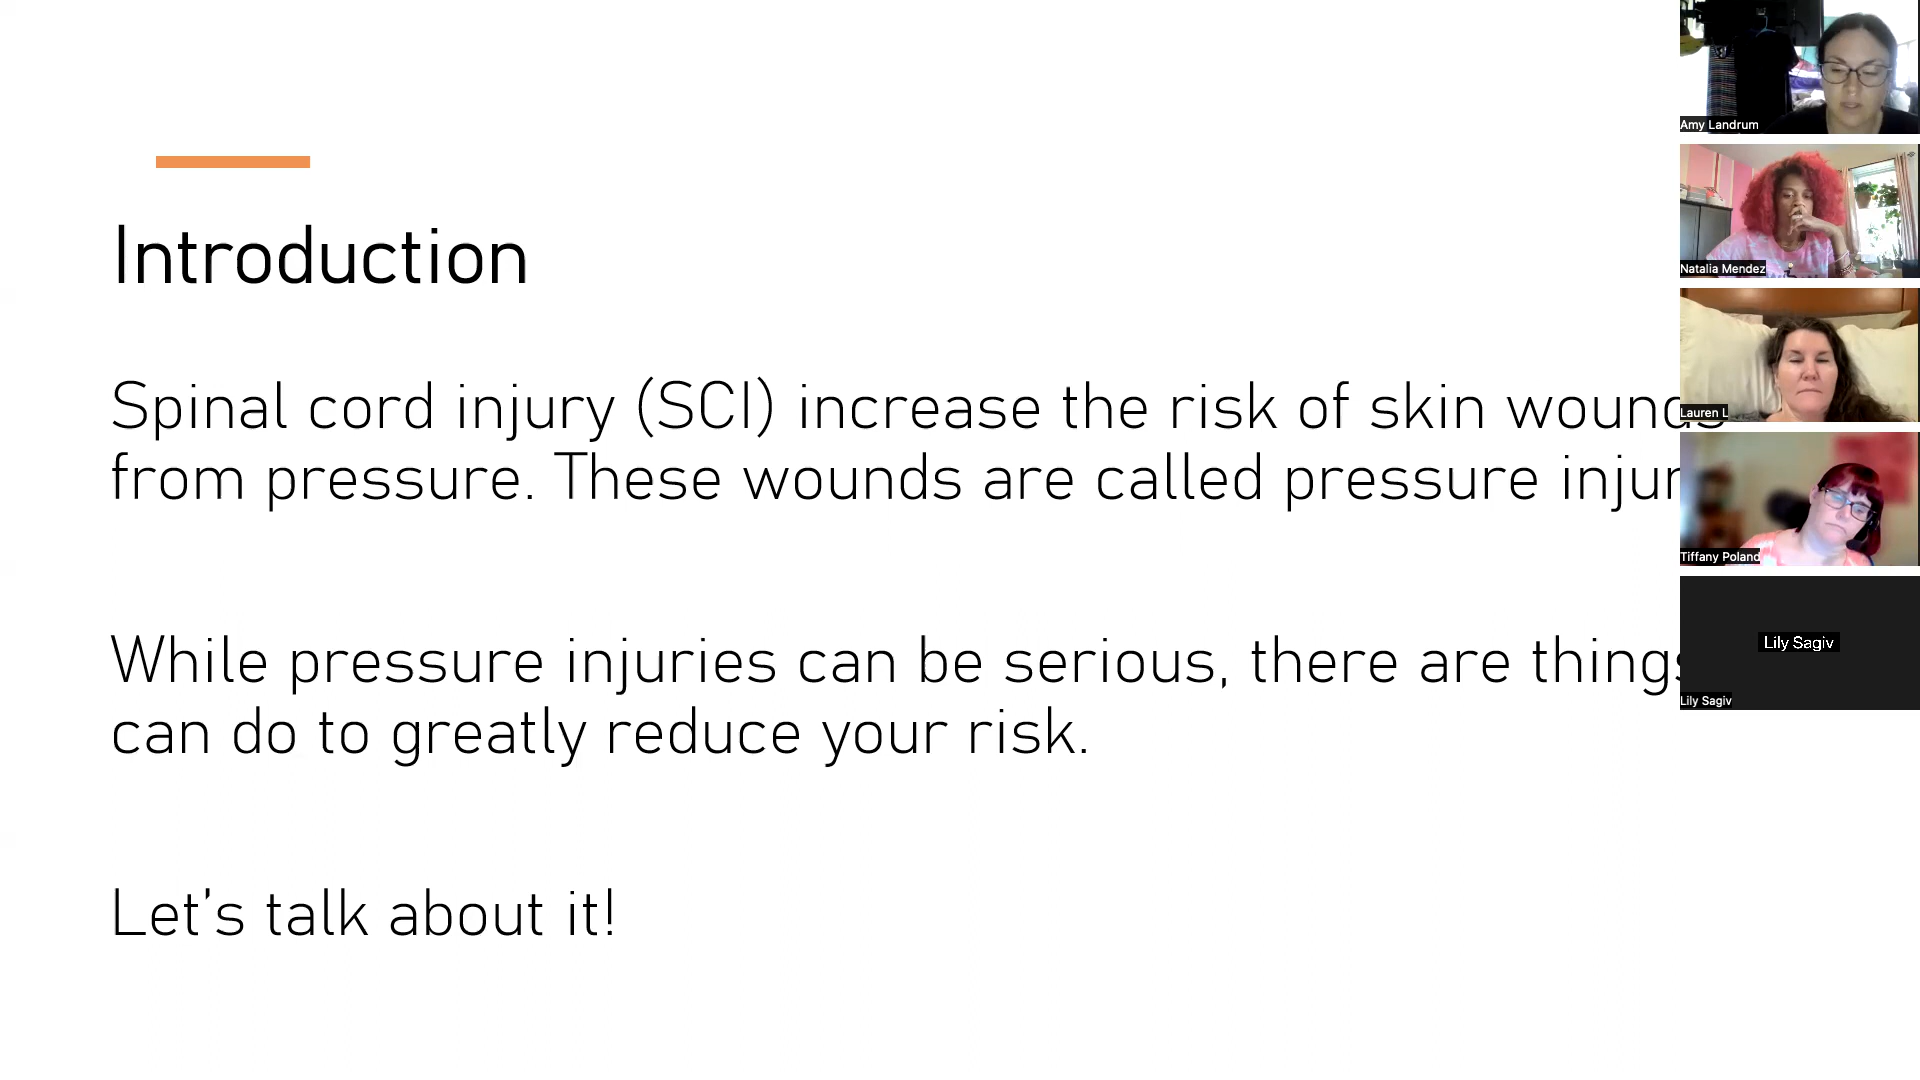 Introduction
Spinal cord injury (SCI) increase the risk of skin wounds
from pressure. These wounds are called pressure
While pressure injuries can be serious, there are things
can do to greatly reduce your risk.
Let's talk about it!
Amy Landrum
Natalia Mendez
Lauren L
Tiffany Poland
Lily Sagiv
Lily Sagiv